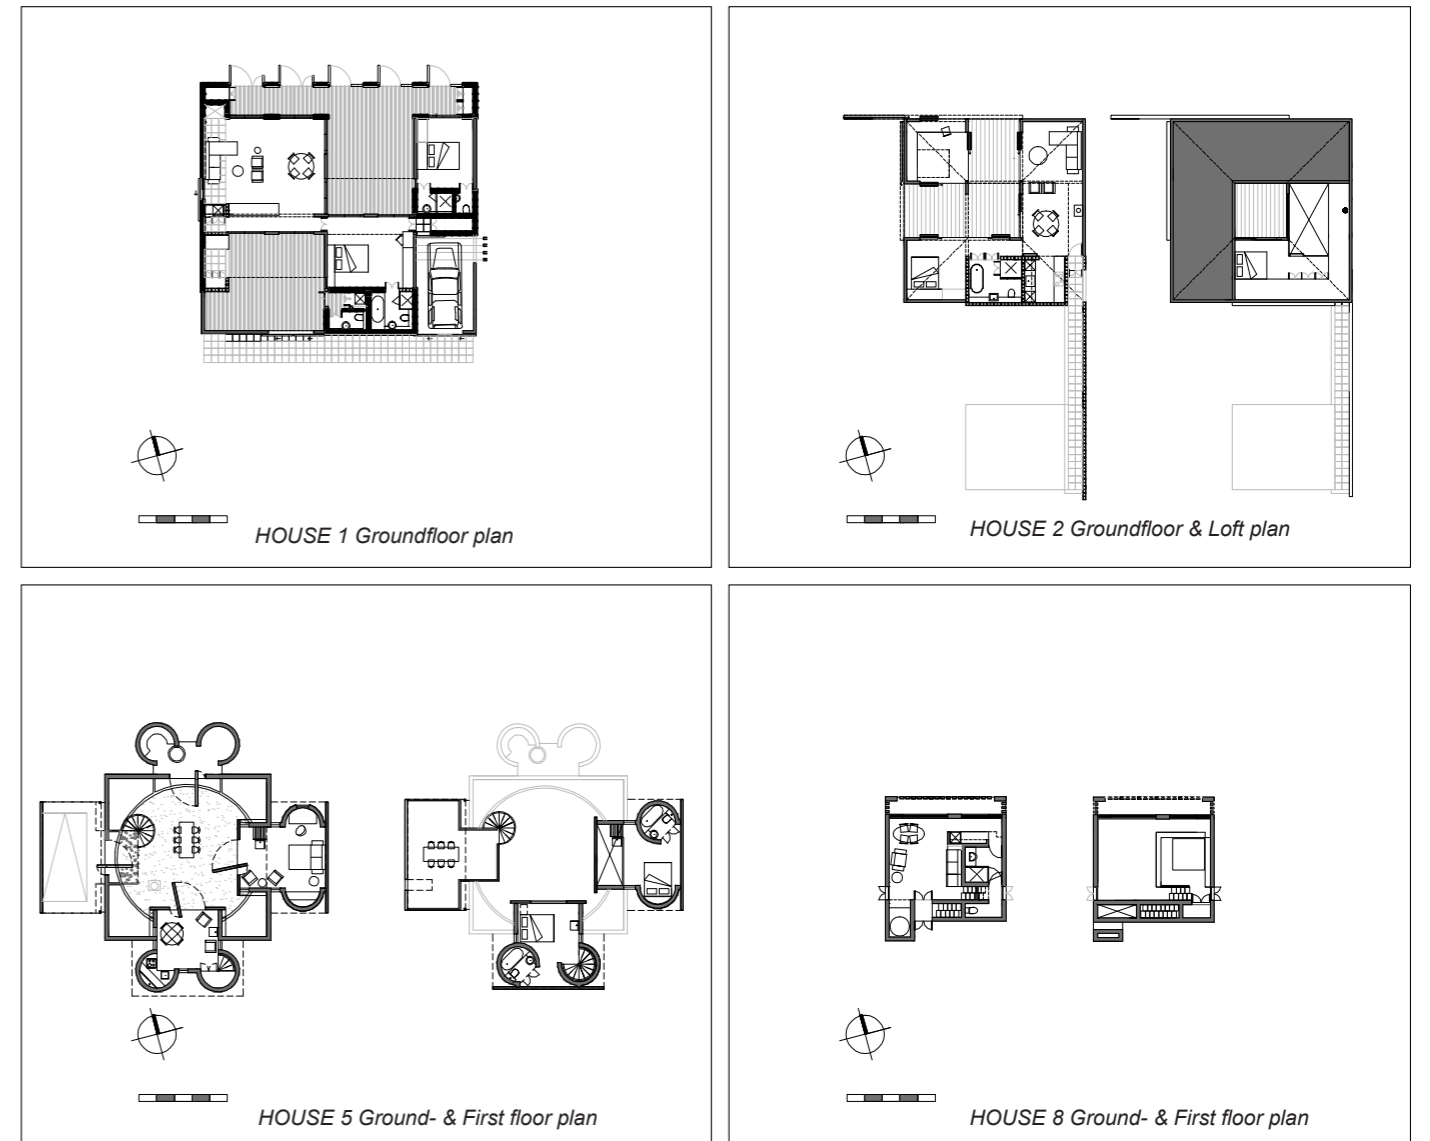 HOUSE 1 Groundfloor plan
HOUSE 2 Groundfloor & Loft plan
HOUSE 5 Ground- & First floor plan
HOUSE 8 Ground- & First floor plan